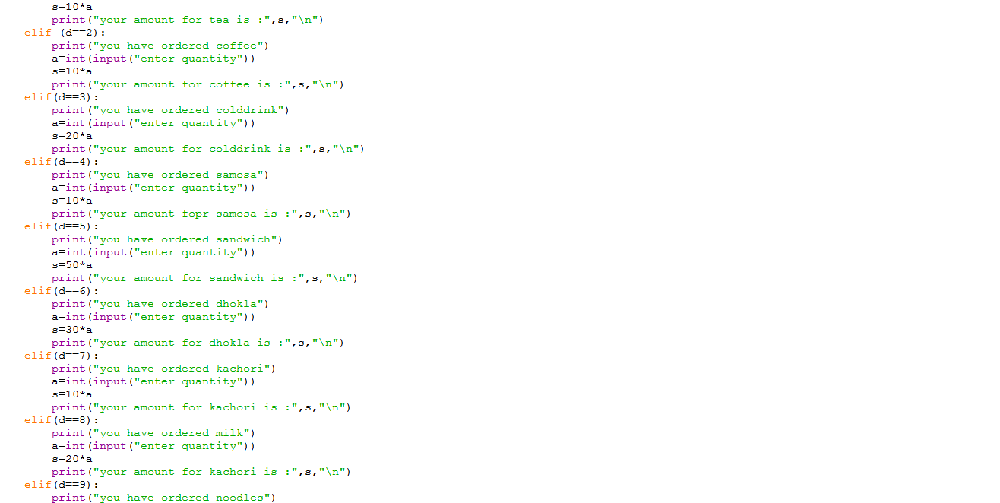 s=10*a
        print("your amount for tea is :",s,"\n")
    elif (d==2):
        print("you have ordered coffee")
        a=int(input("enter quantity"))
        s=10*a
        print("your amount for coffee is :",s,"\n")
    elif(d==3):
        print("you have ordered colddrink")
        a=int(input("enter quantity"))
        s=20*a
        print("your amount for colddrink is :",s,"\n")
    elif(d==4):
        print("you have ordered samosa")
        a=int(input("enter quantity"))
        s=10*a
        print("your amount fopr samosa is :",s,"\n")
    elif(d==5):
        print("you have ordered sandwich")
        a=int(input("enter quantity"))
        s=50*a
        print("your amount for sandwich is :",s,"\n")
    elif(d==6):
        print("you have ordered dhokla")
        a=int(input("enter quantity"))
        s=30*a
        print("your amount for dhokla is :",s,"\n")
    elif(d==7):
        print("you have ordered kachori")
        a=int(input("enter quantity"))
        s=10*a
        print("your amount for kachori is :",s,"\n")
    elif(d==8):
        print("you have ordered milk")
        a=int(input("enter quantity"))
        s=20*a
        print("your amount for kachori is :",s,"\n")
    elif(d==9):
        print("you have ordered noodles")